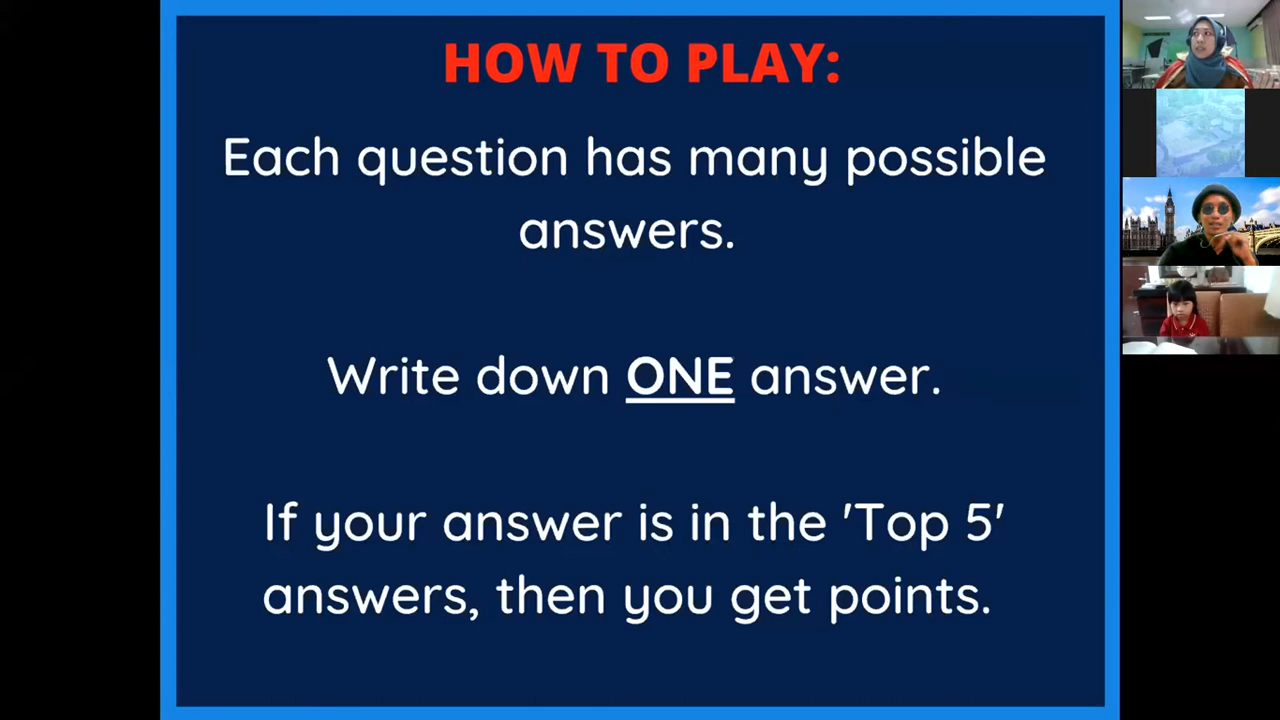 HOW TO PLAY:
Each question has many possible
answers.
Write down ONE answer.
If your answer is in the 'Top 5'
answers, then you get points.